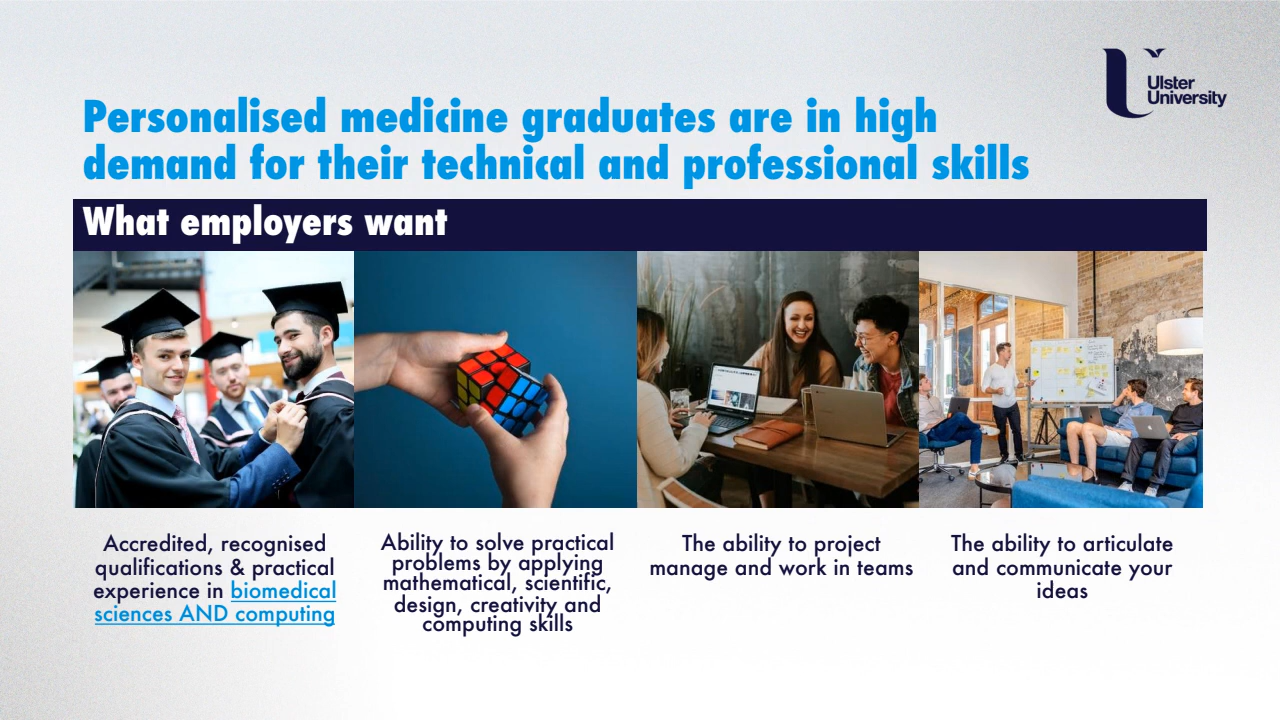 Ulster
University
Personalised medicine graduates are in high
demand for their technical and professional skills
What employers want
Accredited, recognised
qualifications & practical
experience in biomedical
sciences AND computing
Ability to solve practical
problems by applying
mathematical, scientific,
design, creativity and
computing skills
The ability to project
manage and work in teams
The ability to articulate
and communicate your
ideas